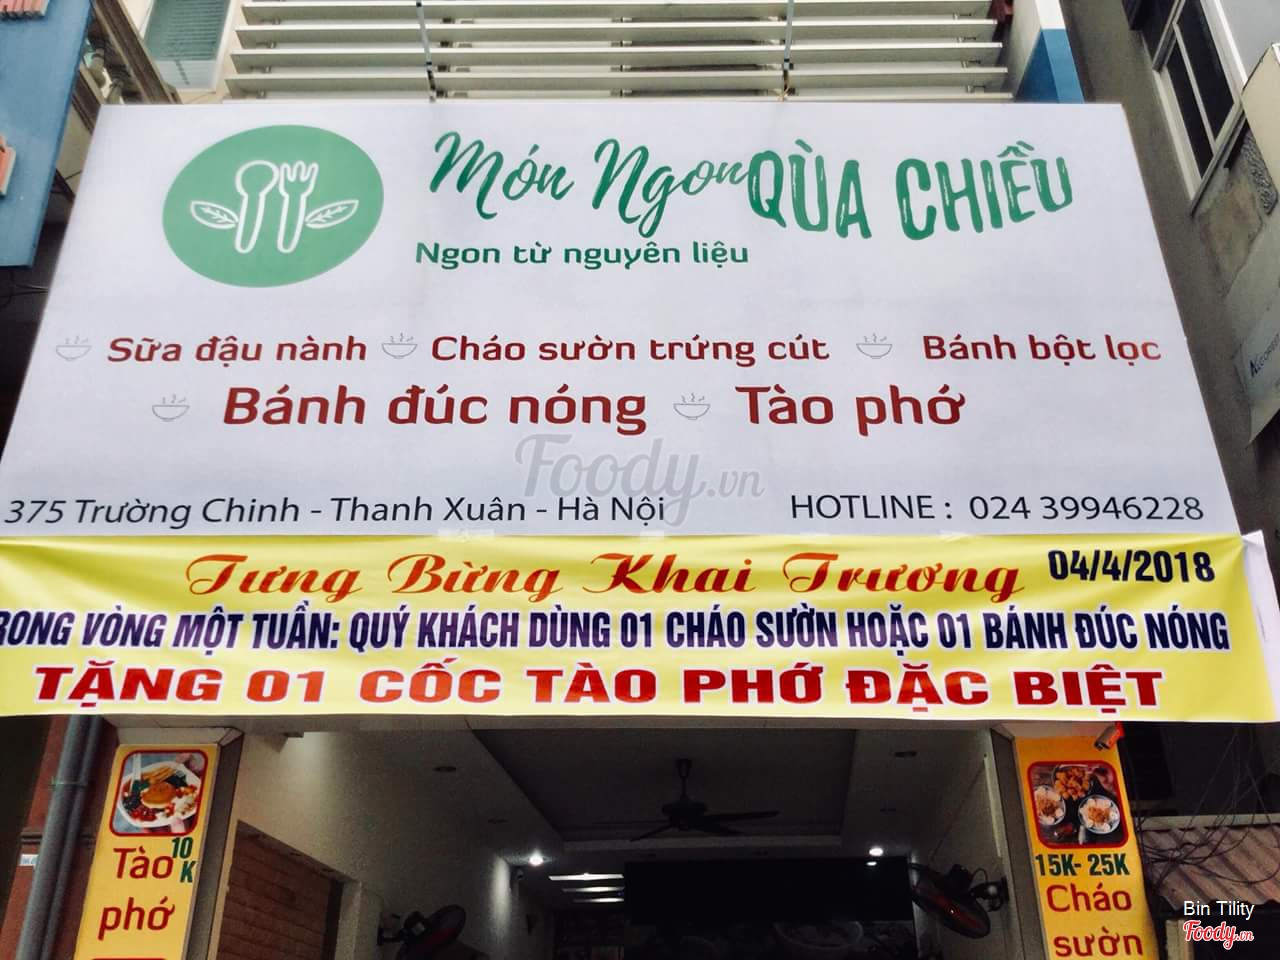 Món Ngon QÙA CHIỀU
Ngon từ nguyên liệu
Sữa đậu nành Cháo sườn trứng cút Bánh bột lọc
Bánh đúc nóng Tào phớ
Foody.vn
375 Trường Chinh - Thanh Xuân - Hà Nội HOTLINE : 024 39946228
Tưng Bừng Khai Trương 04/4/2018
RONG VÒNG MỘT TUẦN: QUÝ KHÁCH DÙNG 01 CHÁO SƯỜN HOẶC 01 BÁNH ĐÚC NÓNG
TẶNG 01 CỐC TÀO PHỚ ĐẶC BIỆT
Tào 10K
phớ
15K- 25K
Cháo
sườn
Bin Tility
Foody.vn